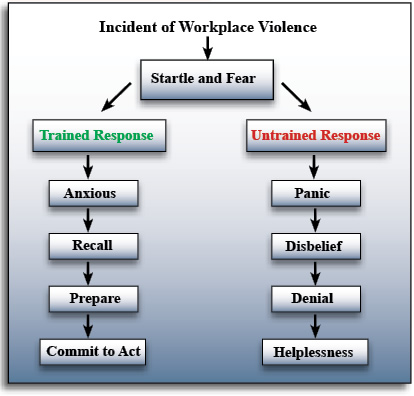 Incident of Workplace Violence
Startle and Fear
Trained Response
Untrained Response
Anxious
Panic
Recall
Disbelief
Prepare
Denial
Commit to Act
Helplessness